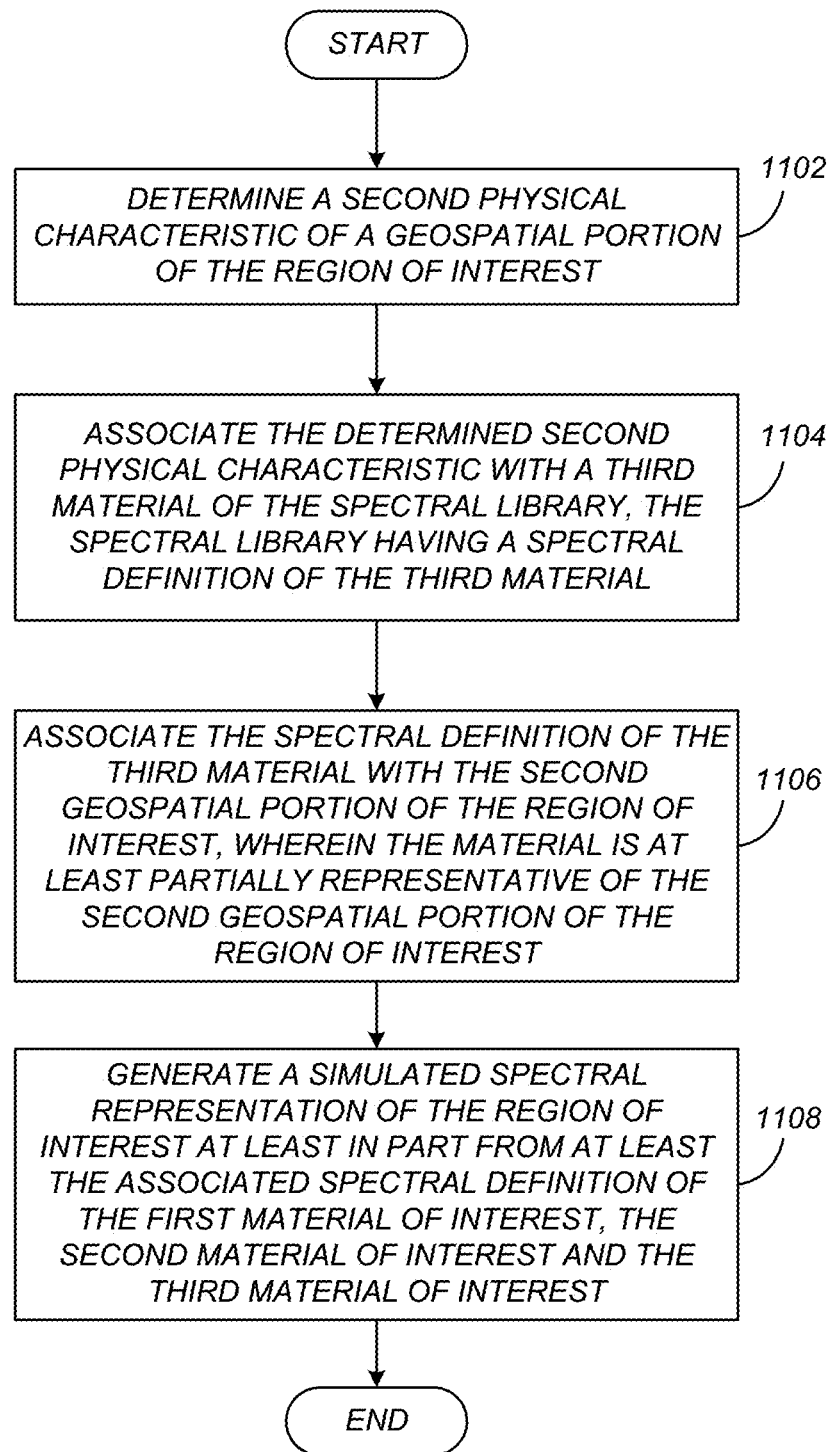 START
1102
DETERMINE A SECOND PHYSICAL
CHARACTERISTIC OF A GEOSPATIAL PORTION
OF THE REGION OF INTEREST
1104
ASSOCIATE THE DETERMINED SECOND
PHYSICAL CHARACTERISTIC WITH A THIRD
MATERIAL OF THE SPECTRAL LIBRARY, THE
SPECTRAL LIBRARY HAVING A SPECTRAL
DEFINITION OF THE THIRD MATERIAL
1106
ASSOCIATE THE SPECTRAL DEFINITION OF THE
THIRD MATERIAL WITH THE SECOND
GEOSPATIAL PORTION OF THE REGION OF
INTEREST, WHEREIN THE MATERIAL IS AT
LEAST PARTIALLY REPRESENTATIVE OF THE
SECOND GEOSPATIAL PORTION OF THE
REGION OF INTEREST
1108
GENERATE A SIMULATED SPECTRAL
REPRESENTATION OF THE REGION OF
INTEREST AT LEAST IN PART FROM AT LEAST
THE ASSOCIATED SPECTRAL DEFINITION OF
THE FIRST MATERIAL OF INTEREST, THE
SECOND MATERIAL OF INTEREST AND THE
THIRD MATERIAL OF INTEREST
END